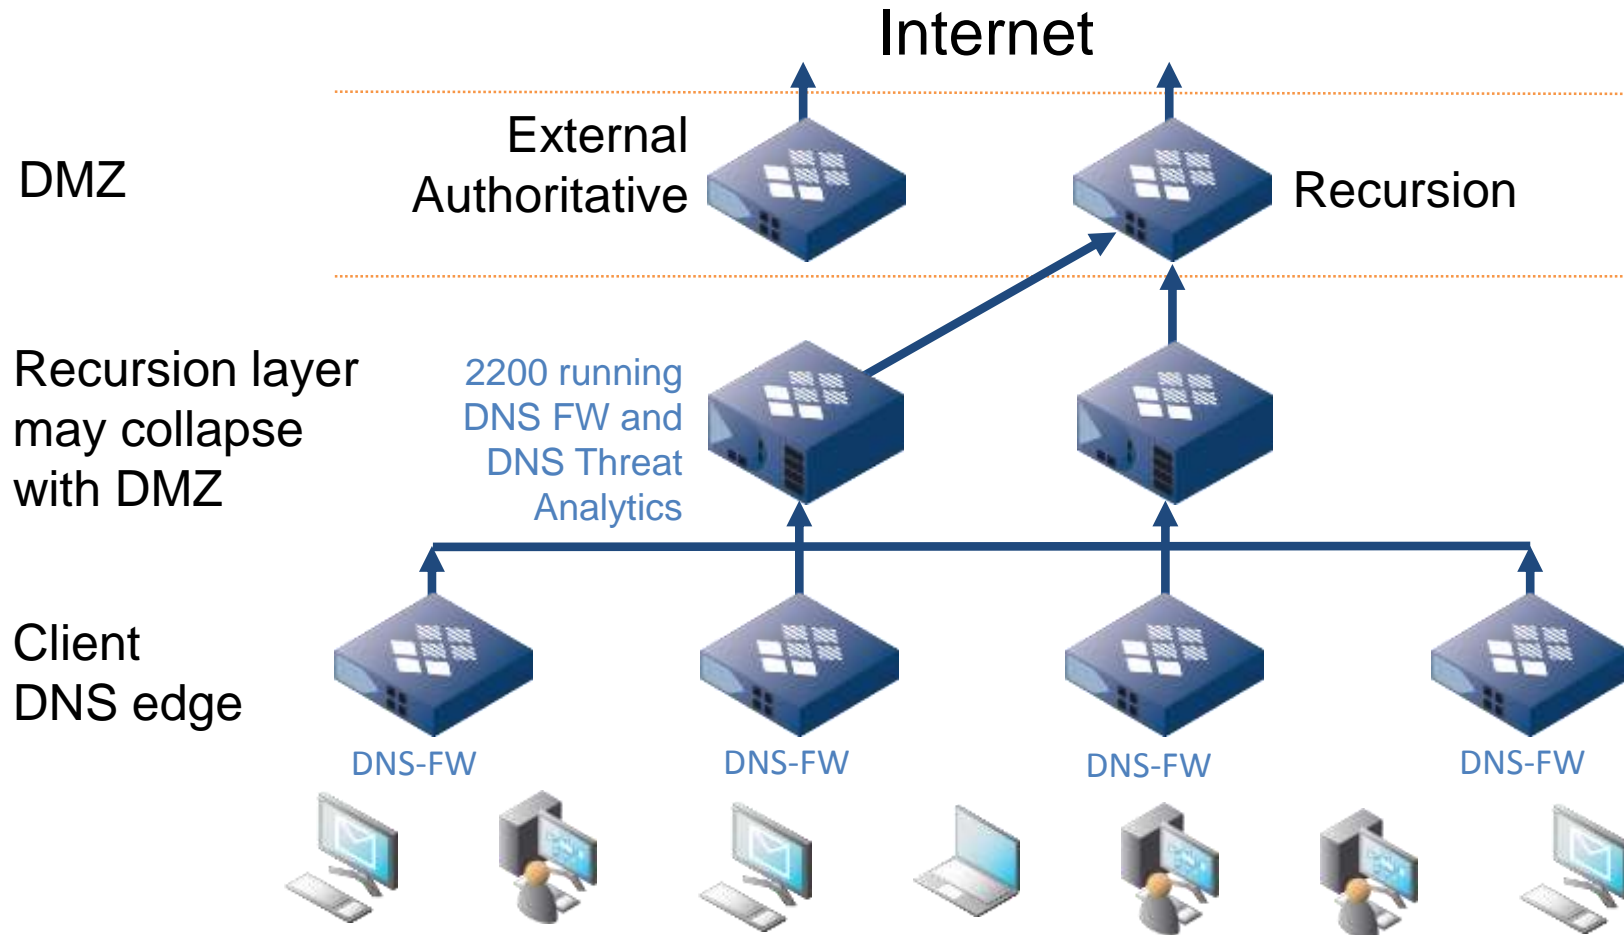 Internet
DMZ
External
Authoritative
Recursion
Recursion layer
may collapse
with DMZ
2200 running
DNS FW and
DNS Threat
Analytics
Client
DNS edge
DNS-FW
DNS-FW
DNS-FW
DNS-FW